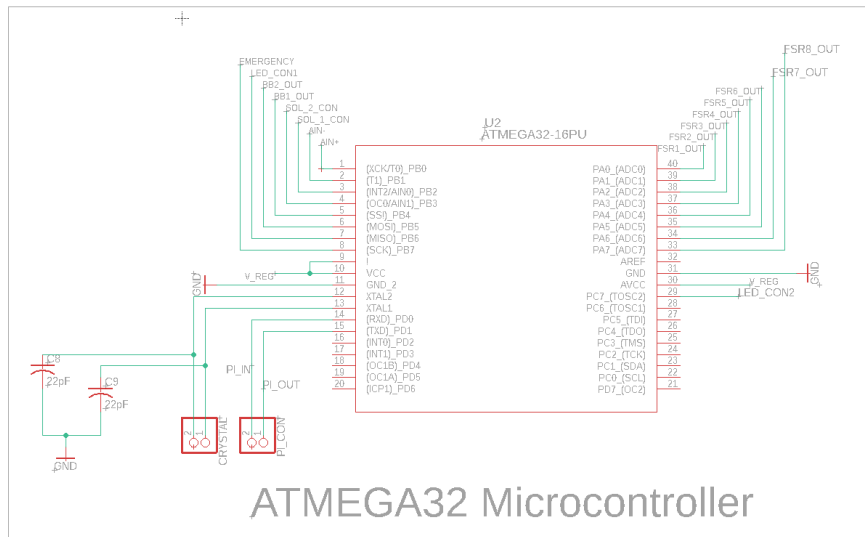 EMERGENCY
LED_CON1
BB2_OUT
BB1_OUT
SOL_2_CON
SOL_1_CON
AIN-
AIN+
U2
ATMEGA32-16PU
FSR8_OUT
FSR7_OUT
FSR6_OUT
FSR5_OUT
FSR4_OUT
FSR3_OUT
FSR2_OUT
FSR1_OUT
1 (XCK/T0)_PB0 PA0_(ADC0) 40
2 (T1)_PB1 PA1_(ADC1) 39
3 (INT2/AIN0)_PB2 PA2_(ADC2) 38
4 (OC0/AIN1)_PB3 PA3_(ADC3) 37
5 (SSI)_PB4 PA4_(ADC4) 36
6 (MOSI)_PB5 PA5_(ADC5) 35
7 (MISO)_PB6 PA6_(ADC6) 34
8 (SCK)_PB7 PA7_(ADC7) 33
9 ! AREF 32
V_REG 10 VCC GND 31 GND
GND 11 GND_2 AVCC 30 V_REG
12 XTAL2 PC7_(TOSC2) 29 LED_CON2
13 XTAL1 PC6_(TOSC1) 28
14 (RXD)_PD0 PC5_(TDI) 27
15 (TXD)_PD1 PC4_(TDO) 26
16 (INT0)_PD2 PC3_(TMS) 25
17 (INT1)_PD3 PC2_(TCK) 24
18 (OC1B)_PD4 PC1_(SDA) 23
19 (OC1A)_PD5 PC0_(SCL) 22
20 (ICP1)_PD6 PD7_(OC2) 21
C8
22pF
C9
22pF
GND
PI_IN
PI_OUT
2 1 CRYSTAL
2 1 PI_CON
ATMEGA32 Microcontroller